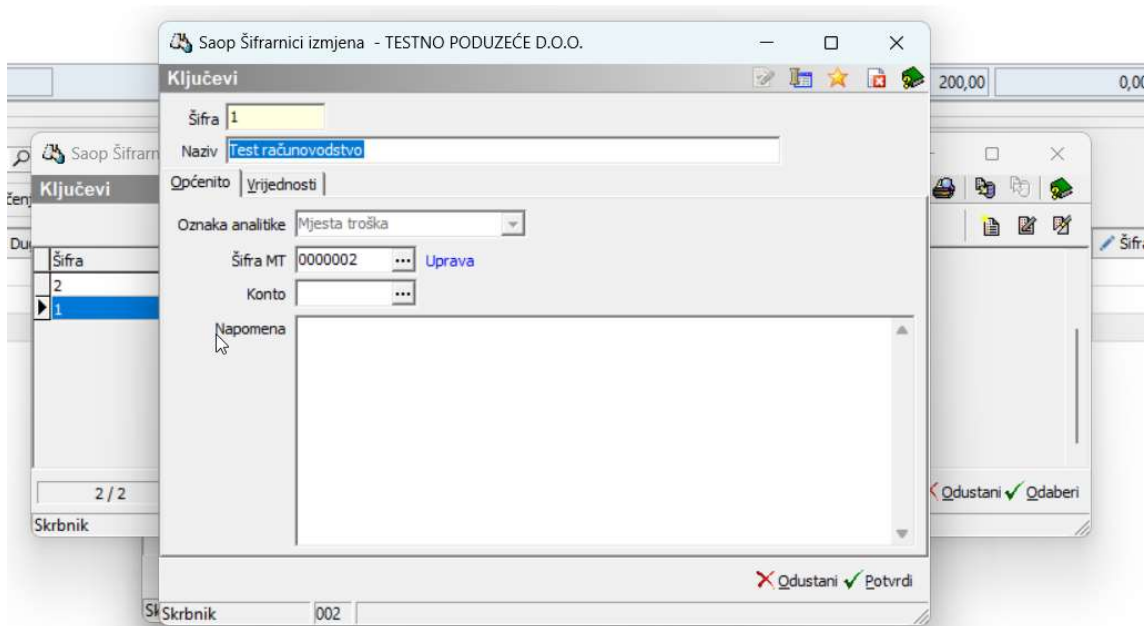 Saop Šifrarnici izmjena - TESTNO PODUZEĆE D.O.O.
Ključevi
200,00
0,00
Šifra 1
Naziv Test računovodstvo
Općenito Vrijednosti
Oznaka analitike Mjesta troška
Šifra MT 0000002 ... Uprava
Konto ...
Napomena
Odustani Potvrdi
Skrbnik 002
Saop Šifrarn
Ključevi
Šifra
2
1
2 / 2
Odustani Odaberi
Skrbnik
Šifr